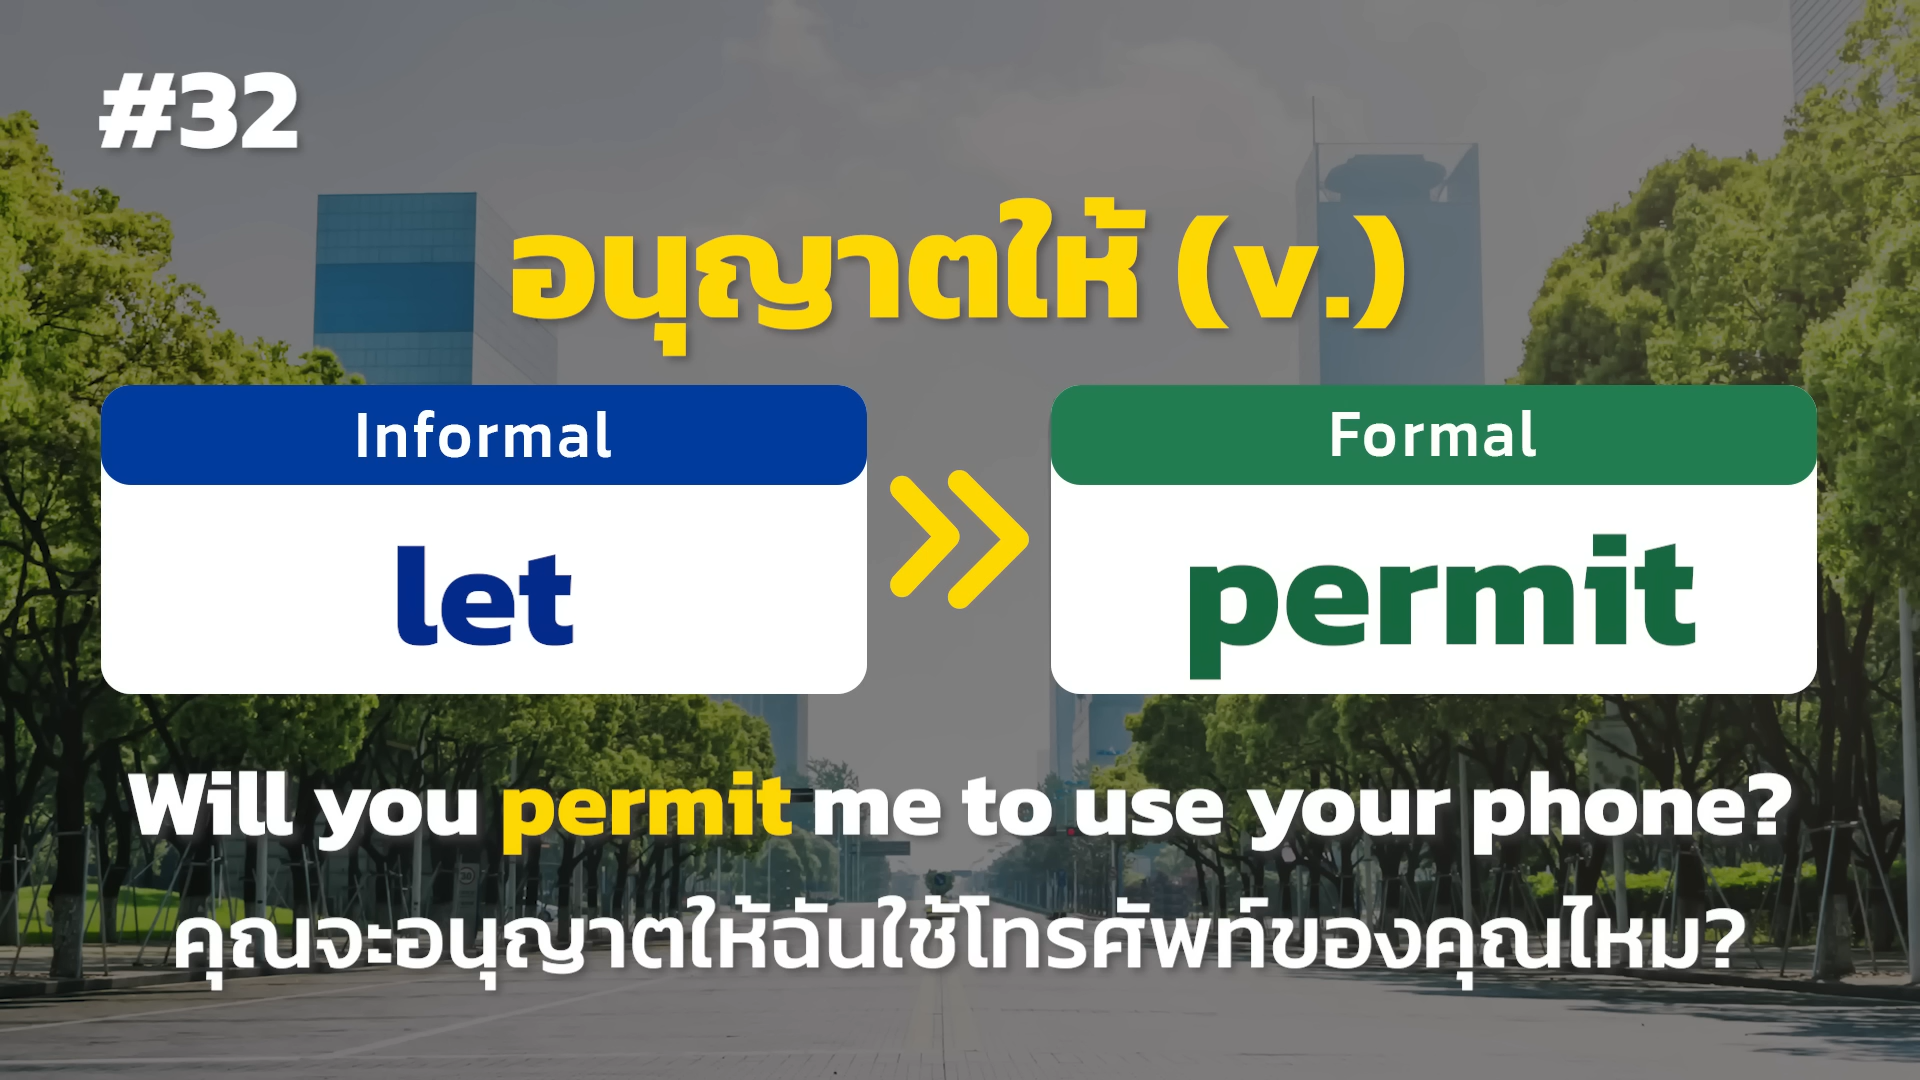 #32
อนุญาตให้ (v.)
Informal
let
Formal
permit
Will you permit me to use your phone?
คุณจะอนุญาตให้ฉันใช้โทรศัพท์ของคุณไหม?